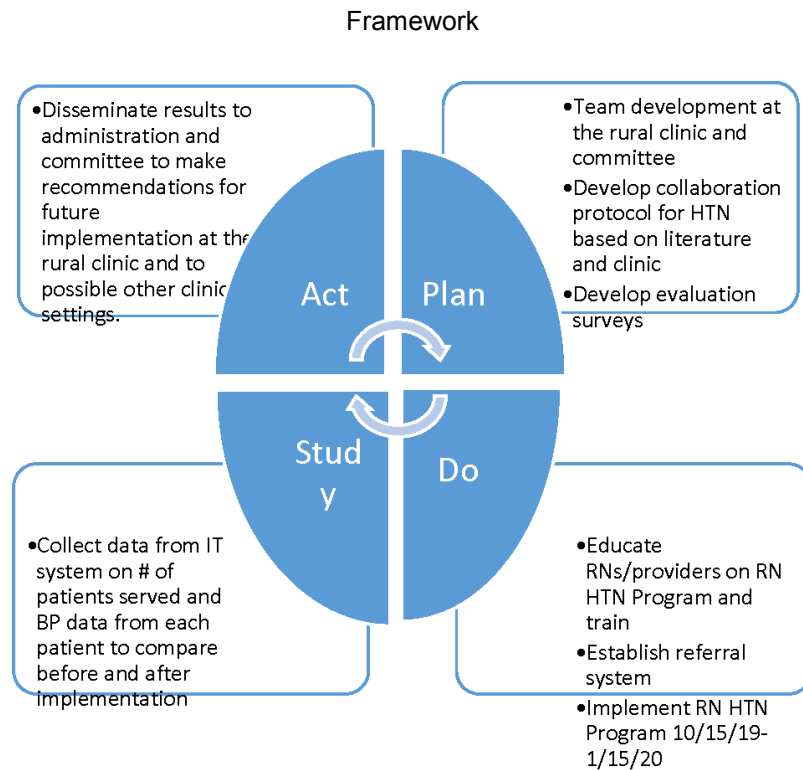 Framework
•Disseminate results to
administration and
committee to make
recommendations for
future
implementation at the
rural clinic and to
possible other clinic
settings.
•Team development at
the rural clinic and
committee
•Develop collaboration
protocol for HTN
based on literature
and clinic
•Develop evaluation
surveys
Act
Plan
Stud
y
Do
•Collect data from IT
system on # of
patients served and
BP data from each
patient to compare
before and after
implementation
•Educate
RNs/providers on RN
HTN Program and
train
•Establish referral
system
•Implement RN HTN
Program 10/15/19-
1/15/20